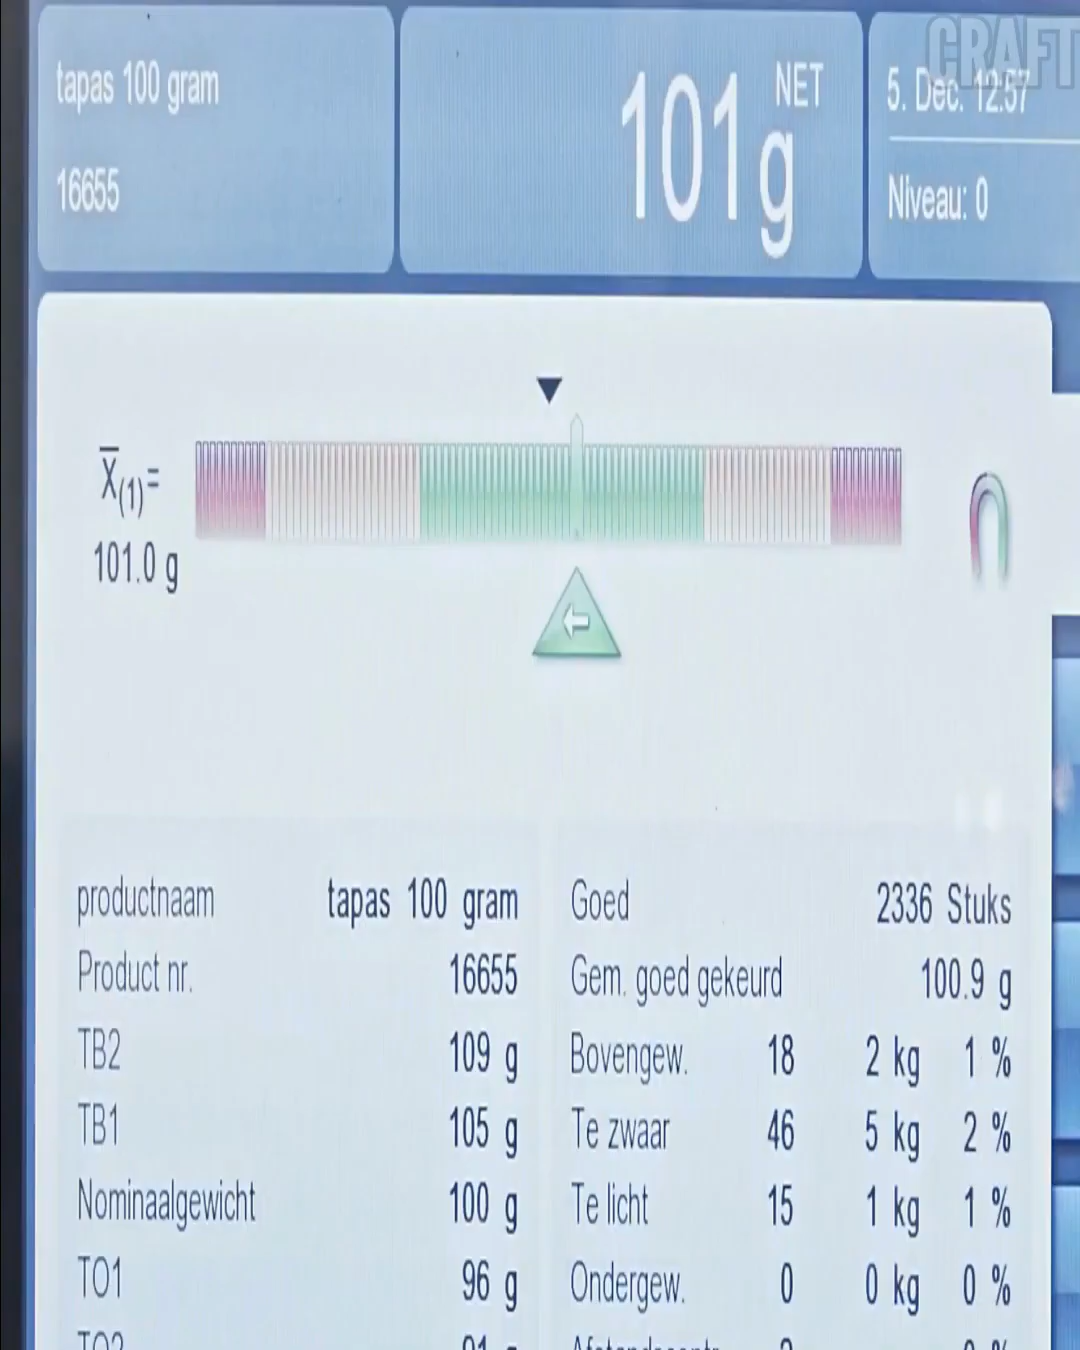 CRAFT
tapas 100 gram
16655
101 g NET
5. Dec. 12:57
Niveau: 0
X̅(1)=
101.0 g
productnaam tapas 100 gram
Product nr. 16655
TB2 109 g
TB1 105 g
Nominaalgewicht 100 g
TO1 96 g
Goed 2336 Stuks
Gem. goed gekeurd 100.9 g
Bovengew. 18 2 kg 1 %
Te zwaar 46 5 kg 2 %
Te licht 15 1 kg 1 %
Ondergew. 0 0 kg 0 %